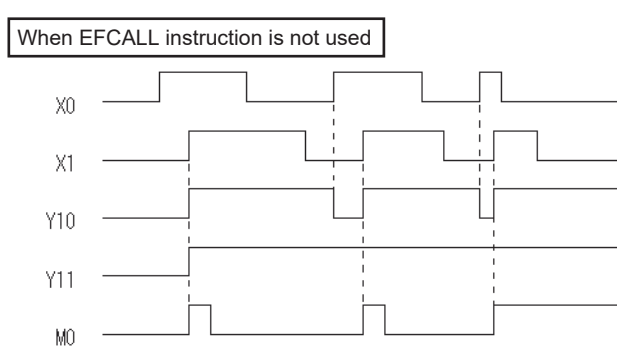 When EFCALL instruction is not used
X0
X1
Y10
Y11
M0